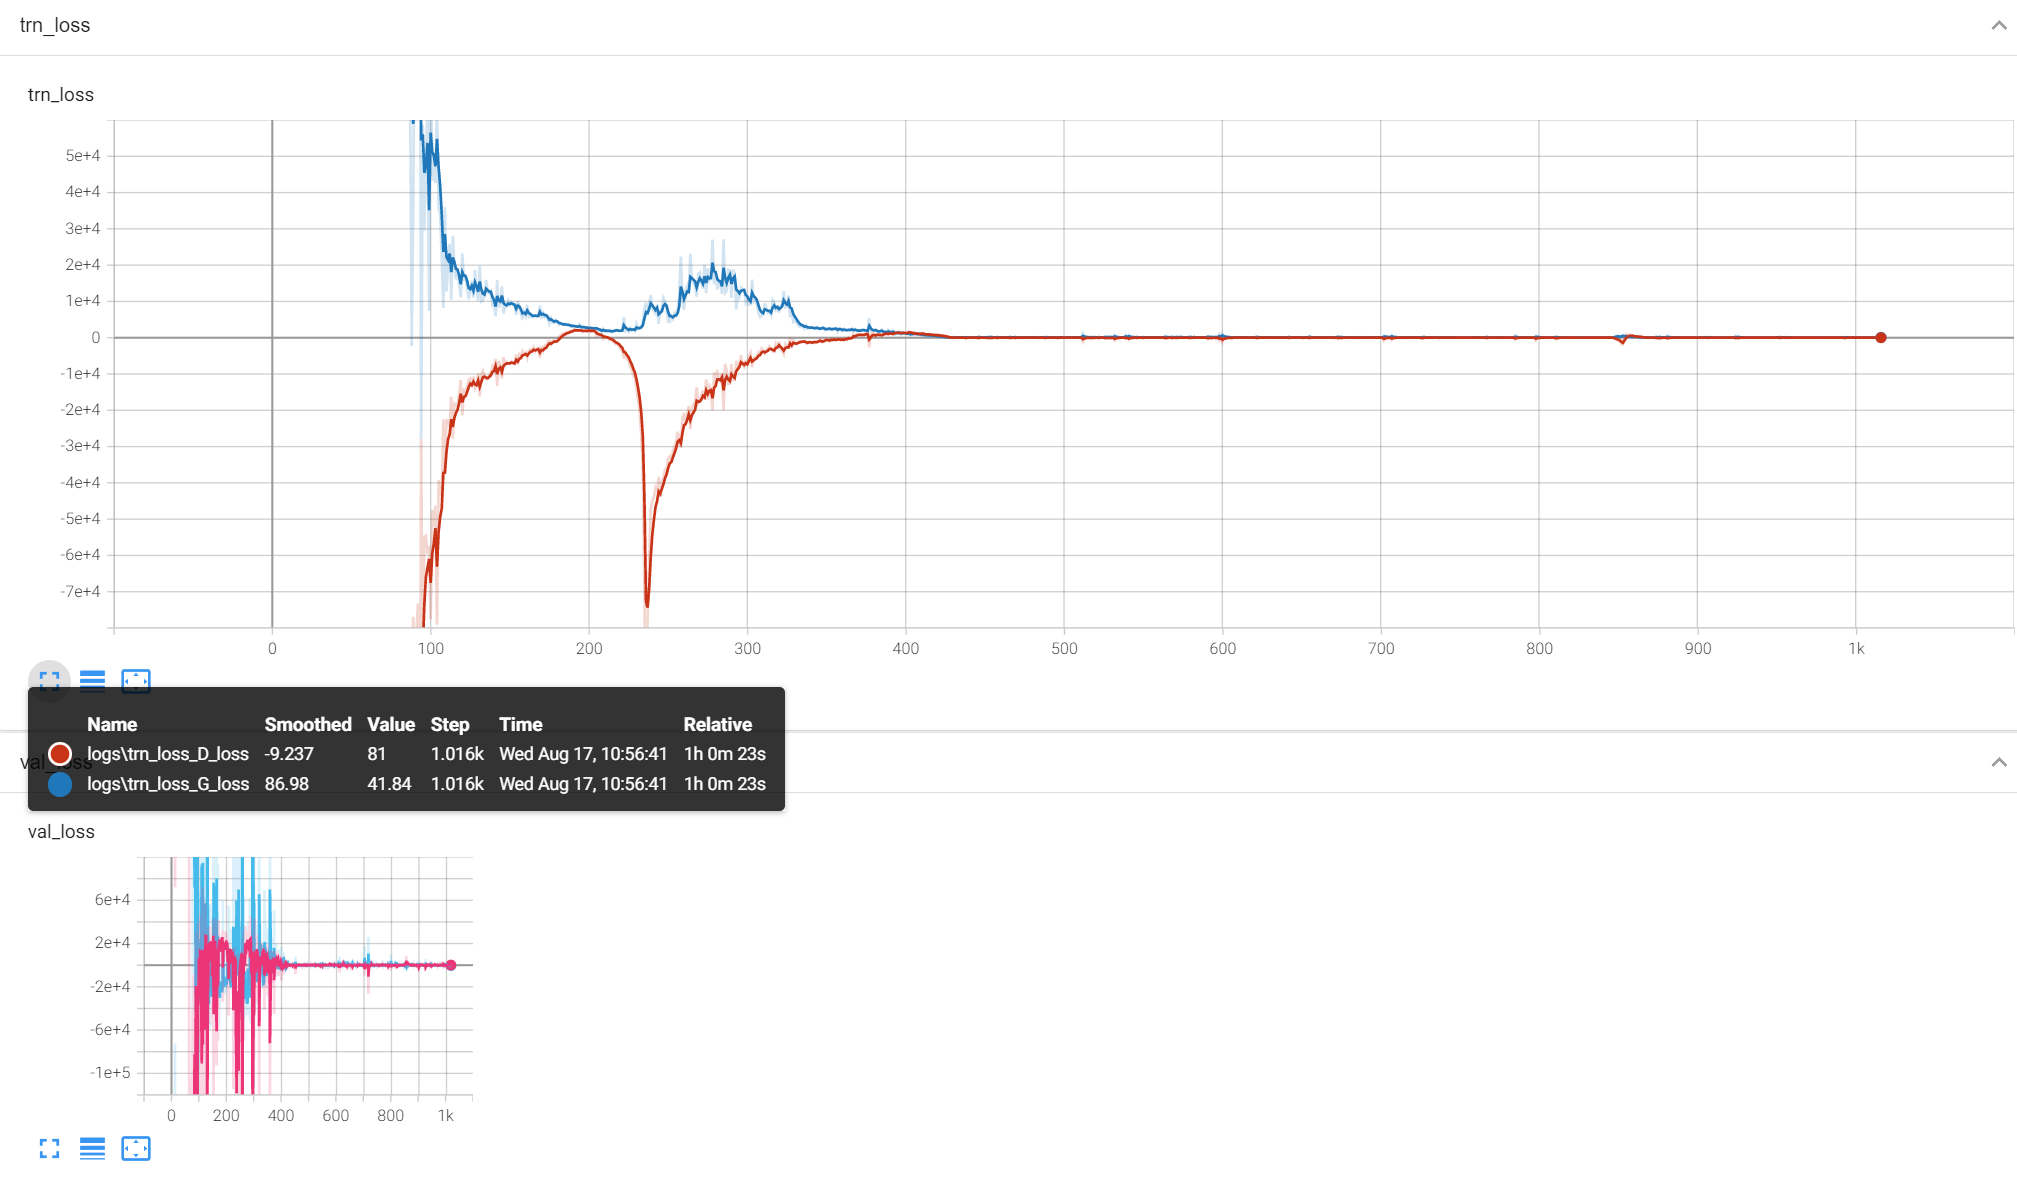 trn_loss
trn_loss
5e+4
4e+4
3e+4
2e+4
1e+4
0
-1e+4
-2e+4
-3e+4
-4e+4
-5e+4
-6e+4
-7e+4
0 100 200 300 400 500 600 700 800 900 1k
Name Smoothed Value Step Time Relative
logs\trn_loss_D_loss -9.237 81 1.016k Wed Aug 17, 10:56:41 1h 0m 23s
logs\trn_loss_G_loss 86.98 41.84 1.016k Wed Aug 17, 10:56:41 1h 0m 23s
val_loss
val_loss
6e+4
2e+4
-2e+4
-6e+4
-1e+5
0 200 400 600 800 1k